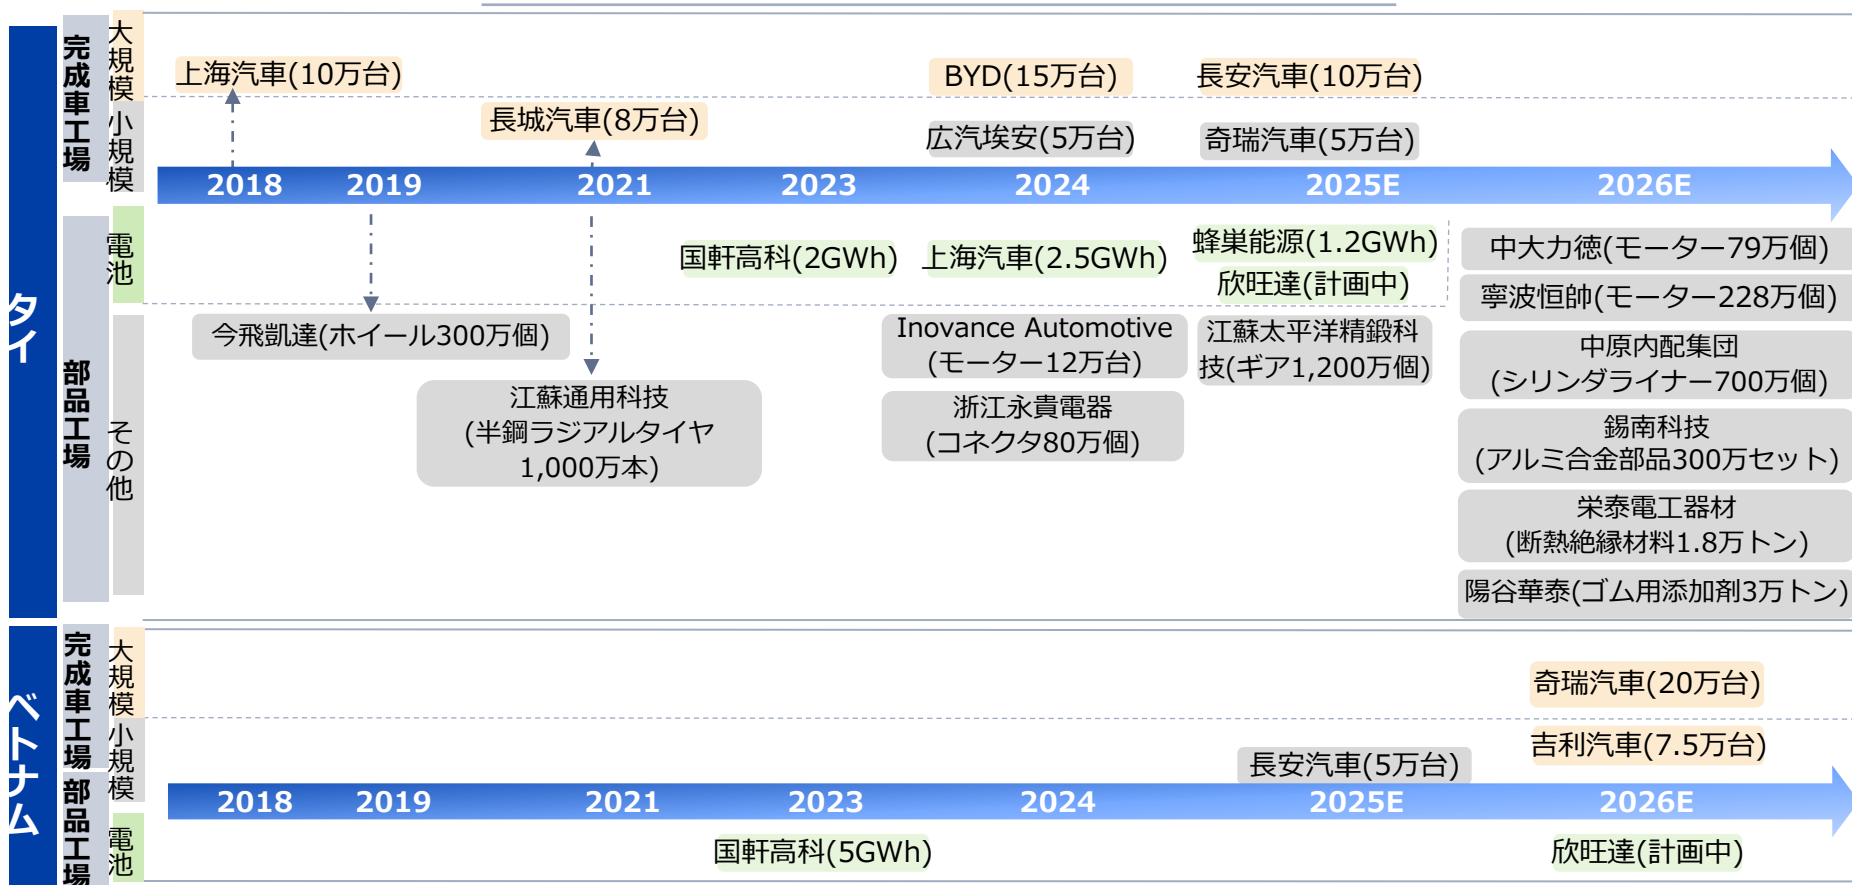 タイ
完成車工場
大規模
上海汽車(10万台)
BYD(15万台)
長安汽車(10万台)
小規模
長城汽車(8万台)
広汽埃安(5万台)
奇瑞汽車(5万台)
2018 2019 2021 2023 2024 2025E 2026E
部品工場
電池
国軒高科(2GWh)
上海汽車(2.5GWh)
蜂巣能源(1.2GWh)
欣旺達(計画中)
その他
今飛凱達(ホイール300万個)
江蘇通用科技
(半鋼ラジアルタイヤ
1,000万本)
Inovance Automotive
(モーター12万台)
浙江永貴電器
(コネクタ80万個)
江蘇太平洋精鍛科
技(ギア1,200万個)
中大力徳(モーター79万個)
寧波恒帥(モーター228万個)
中原内配集団
(シリンダライナー700万個)
錫南科技
(アルミ合金部品300万セット)
栄泰電工器材
(断熱絶縁材料1.8万トン)
陽谷華泰(ゴム用添加剤3万トン)
ベトナム
完成車工場
大規模
奇瑞汽車(20万台)
小規模
吉利汽車(7.5万台)
長安汽車(5万台)
2018 2019 2021 2023 2024 2025E 2026E
部品工場
電池
国軒高科(5GWh)
欣旺達(計画中)